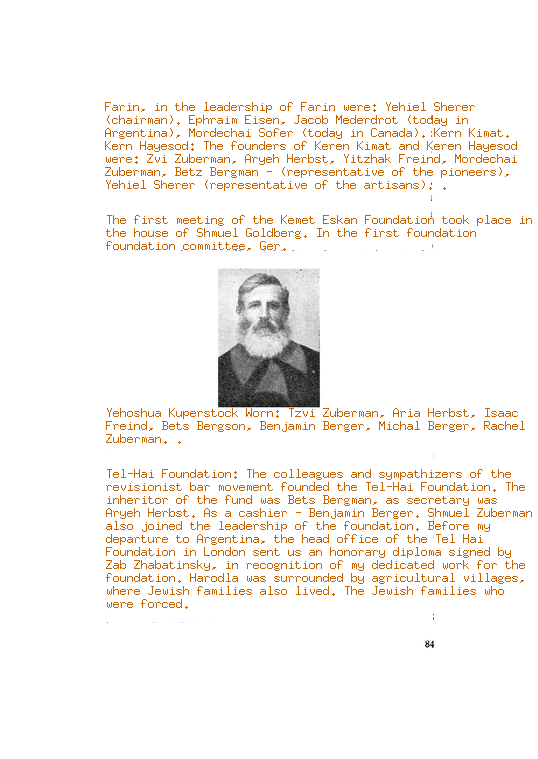 Farin, in the leadership of Farin were: Yehiel Sherer
(chairman). Ephraim Eisen, Jacob Mederdrot (today in
Argentina), Mordechai Sofer (today in Canada). Kern Kimat.
Kern Hayesod: The founders of Keren Kimat and Keren Hayesod
were: Zvi Zuberman, Aryeh Herbst, Yitzhak Freind, Mordechai
Zuberman, Betz Bergman - (representative of the pioneers),
Yehiel Sherer (representative of the artisans). .
The first meeting of the Kemet Eskan Foundation took place in
the house of Shmuel Goldberg. In the first foundation
foundation committee, Ger.
Yehoshua Kuperstock Worn: Tzvi Zuberman, Aria Herbst, Isaac
Freind, Bets Bergson, Benjamin Berger, Michal Berger, Rachel
Zuberman. .
Tel-Hai Foundation: The colleagues and sympathizers of the
revisionist bar movement founded the Tel-Hai Foundation. The
inheritor of the fund was Bets Bergman, as secretary was
Aryeh Herbst. As a cashier - Benjamin Berger. Shmuel Zuberman
also joined the leadership of the foundation. Before my
departure to Argentina, the head office of the Tel Hai
Foundation in London sent us an honorary diploma signed by
Zab Zhabatinsky, in recognition of my dedicated work for the
foundation. Harodla was surrounded by agricultural villages,
where Jewish families also lived. The Jewish families who
were forced.
84